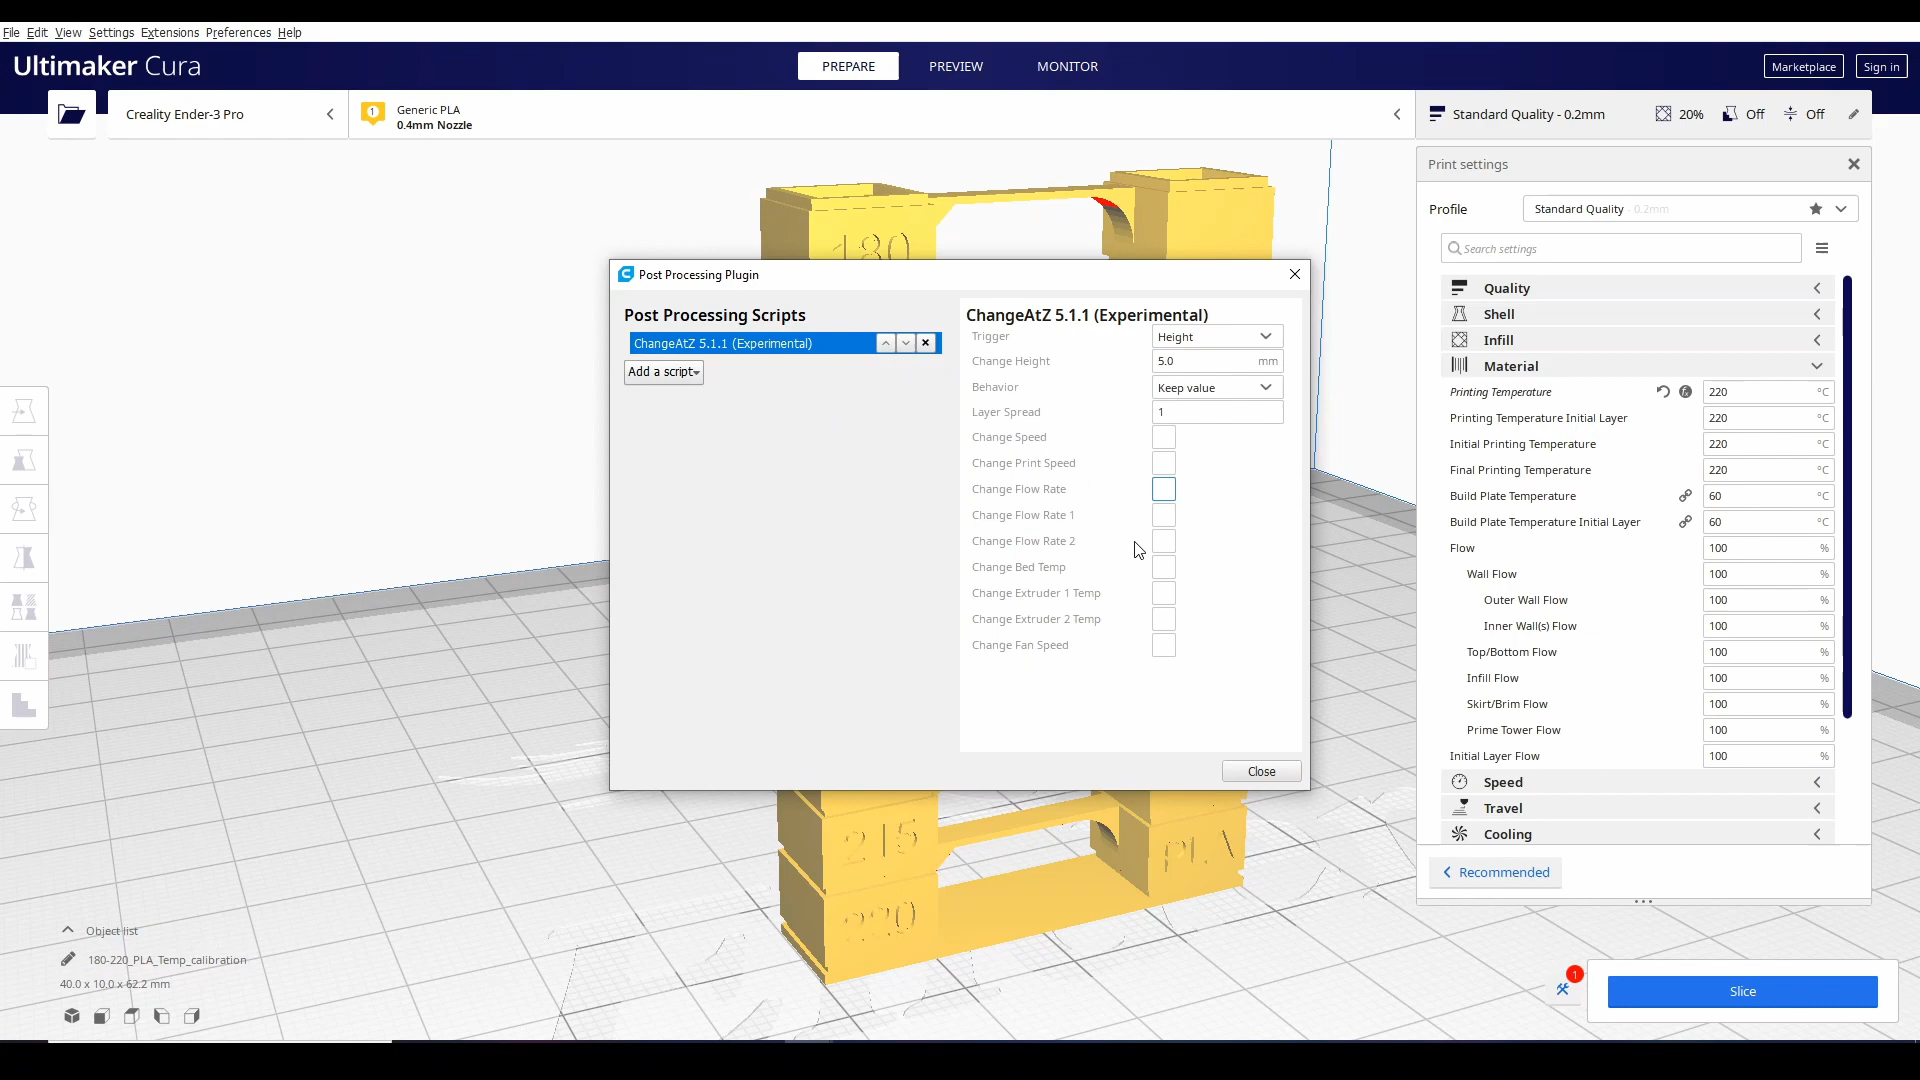 File Edit View Settings Extensions Preferences Help
Ultimaker Cura
PREPARE
PREVIEW
MONITOR
Marketplace
Sign in
Creality Ender-3 Pro
1
Generic PLA
0.4mm Nozzle
Standard Quality - 0.2mm
20%
Off
Off
Print settings
Profile
Standard Quality - 0.2mm
Search settings
Quality
Shell
Infill
Material
Printing Temperature
220 °C
Printing Temperature Initial Layer
220 °C
Initial Printing Temperature
220 °C
Final Printing Temperature
220 °C
Build Plate Temperature
60 °C
Build Plate Temperature Initial Layer
60 °C
Flow
100 %
Wall Flow
100 %
Outer Wall Flow
100 %
Inner Wall(s) Flow
100 %
Top/Bottom Flow
100 %
Infill Flow
100 %
Skirt/Brim Flow
100 %
Prime Tower Flow
100 %
Initial Layer Flow
100 %
Speed
Travel
Cooling
Recommended
180
Post Processing Plugin
Post Processing Scripts
ChangeAtZ 5.1.1 (Experimental)
Add a script
ChangeAtZ 5.1.1 (Experimental)
Trigger
Height
Change Height
5.0 mm
Behavior
Keep value
Layer Spread
1
Change Speed
Change Print Speed
Change Flow Rate
Change Flow Rate 1
Change Flow Rate 2
Change Bed Temp
Change Extruder 1 Temp
Change Extruder 2 Temp
Change Fan Speed
Close
215
PLA
220
Object list
180-220_PLA_Temp_calibration
40.0 x 10.0 x 62.2 mm
1
Slice